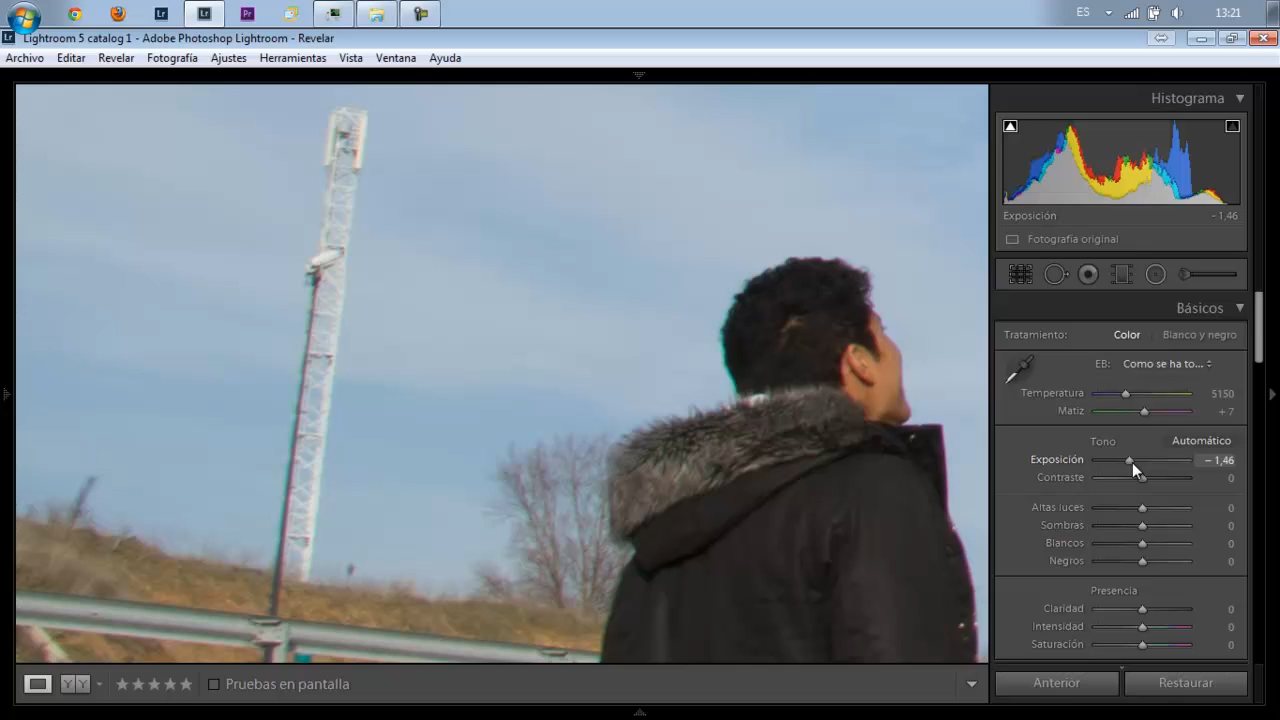 ES
13:21
Lightroom 5 catalog 1 - Adobe Photoshop Lightroom - Revelar
Archivo Editar Revelar Fotografía Ajustes Herramientas Vista Ventana Ayuda
Histograma
Exposición - 1,46
Fotografía original
Básicos
Tratamiento: Color Blanco y negro
EB: Como se ha to...
Temperatura 5150
Matiz + 7
Tono Automático
Exposición - 1,46
Contraste 0
Altas luces 0
Sombras 0
Blancos 0
Negros 0
Presencia
Claridad 0
Intensidad 0
Saturación 0
Pruebas en pantalla
Anterior Restaurar